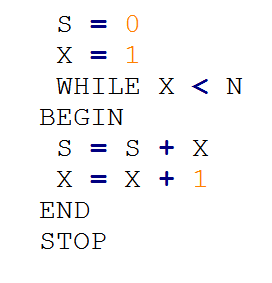 S = 0
X = 1
WHILE X < N
BEGIN
S = S + X
X = X + 1
END
STOP